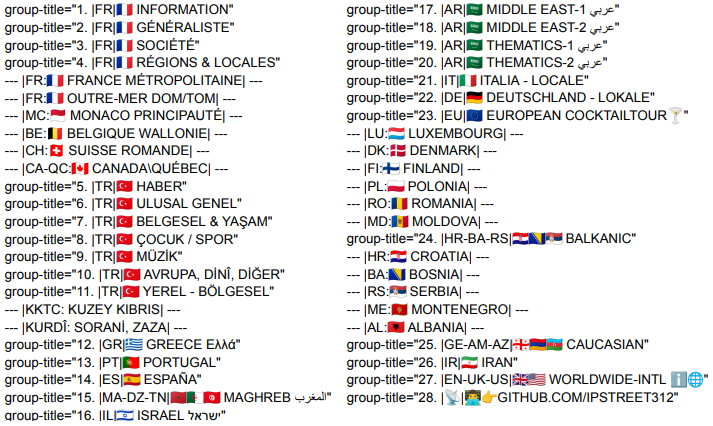 group-title="1. |FR|🇫🇷 INFORMATION"
group-title="2. |FR|🇫🇷 GÉNÉRALISTE"
group-title="3. |FR|🇫🇷 SOCIÉTÉ"
group-title="4. |FR|🇫🇷 RÉGIONS & LOCALES"
--- |FR:🇫🇷 FRANCE MÉTROPOLITAINE| ---
--- |FR:🇫🇷 OUTRE-MER DOM/TOM| ---
--- |MC:🇲🇨 MONACO PRINCIPAUTÉ| ---
--- |BE:🇧🇪 BELGIQUE WALLONIE| ---
--- |CH:🇨🇭 SUISSE ROMANDE| ---
--- |CA-QC:🇨🇦 CANADA\QUÉBEC| ---
group-title="5. |TR|🇹🇷 HABER"
group-title="6. |TR|🇹🇷 ULUSAL GENEL"
group-title="7. |TR|🇹🇷 BELGESEL & YAŞAM"
group-title="8. |TR|🇹🇷 ÇOCUK / SPOR"
group-title="9. |TR|🇹🇷 MÜZİK"
group-title="10. |TR|🇹🇷 AVRUPA, DİNÎ, DİĞER"
group-title="11. |TR|🇹🇷 YEREL - BÖLGESEL"
--- |KKTC: KUZEY KIBRIS| ---
--- |KURDÎ: SORANÎ, ZAZA| ---
group-title="12. |GR|🇬🇷 GREECE Ελλά"
group-title="13. |PT|🇵🇹 PORTUGAL"
group-title="14. |ES|🇪🇸 ESPAÑA"
group-title="15. |MA-DZ-TN|🇲🇦🇩🇿🇹🇳 MAGHREB المغرب"
group-title="16. |IL|🇮🇱 ISRAEL ישראל"
group-title="17. |AR|🇸🇦 MIDDLE EAST-1 عربي"
group-title="18. |AR|🇸🇦 MIDDLE EAST-2 عربي"
group-title="19. |AR|🇸🇦 THEMATICS-1 عربي"
group-title="20. |AR|🇸🇦 THEMATICS-2 عربي"
group-title="21. |IT|🇮🇹 ITALIA - LOCALE"
group-title="22. |DE|🇩🇪 DEUTSCHLAND - LOKALE"
group-title="23. |EU|🇪🇺 EUROPEAN COCKTAILTOUR🍸"
--- |LU:🇱🇺 LUXEMBOURG| ---
--- |DK:🇩🇰 DENMARK| ---
--- |FI:🇫🇮 FINLAND| ---
--- |PL:🇵🇱 POLONIA| ---
--- |RO:🇷🇴 ROMANIA| ---
--- |MD:🇲🇩 MOLDOVA| ---
group-title="24. |HR-BA-RS|🇭🇷🇧🇦🇷🇸 BALKANIC"
--- |HR:🇭🇷 CROATIA| ---
--- |BA:🇧🇦 BOSNIA| ---
--- |RS:🇷🇸 SERBIA| ---
--- |ME:🇲🇪 MONTENEGRO| ---
--- |AL:🇦🇱 ALBANIA| ---
group-title="25. |GE-AM-AZ|🇬🇪🇦🇲🇦🇿 CAUCASIAN"
group-title="26. |IR|🇮🇷 IRAN"
group-title="27. |EN-UK-US|🇬🇧🇺🇸 WORLDWIDE-INTL ℹ️🌐"
group-title="28. |📡|👨‍💻👉GITHUB.COM/IPSTREET312"